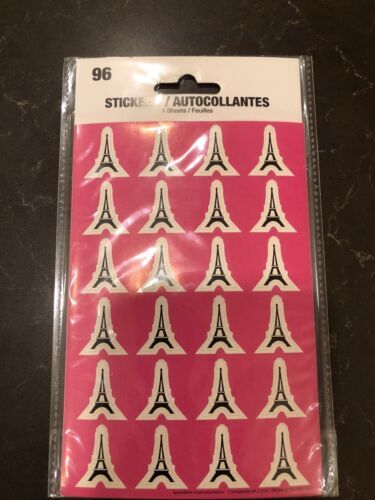 96
STICKERS / AUTOCOLLANTES
4 Sheets / Feuilles